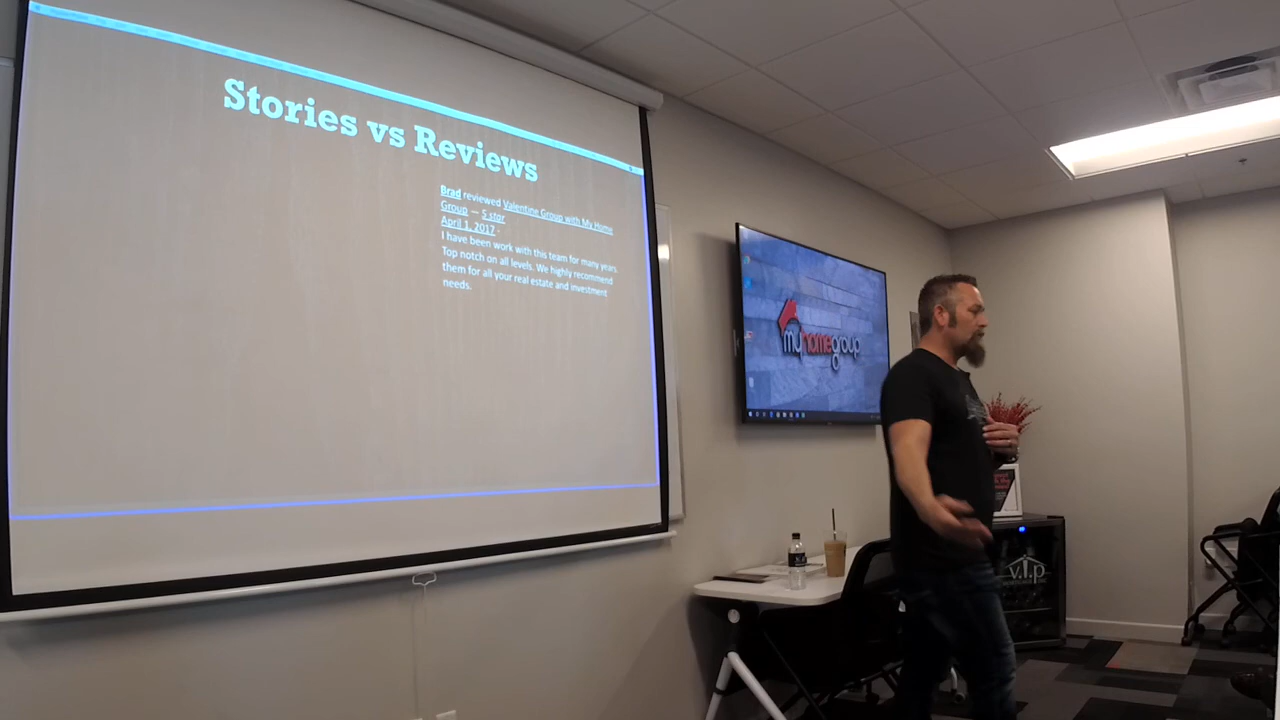 Stories vs Reviews
Brad reviewed Valentine Group with My Home
Group — 5 star
April 1, 2017 ·
I have been work with this team for many years.
Top notch on all levels. We highly recommend
them for all your real estate and investment
needs.
myhomegroup
v.i.p